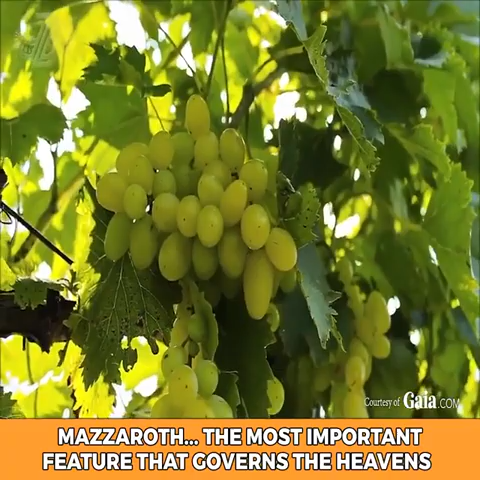 Courtesy of Gaia.COM
MAZZAROTH... THE MOST IMPORTANT
FEATURE THAT GOVERNS THE HEAVENS